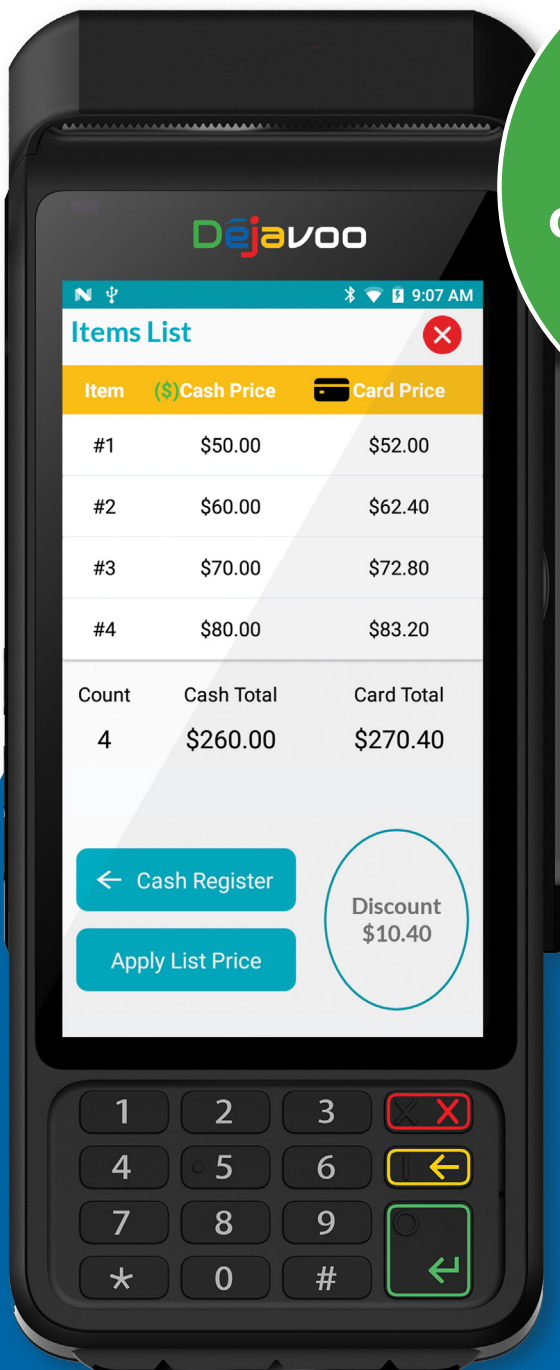 Déjavoo
9:07 AM
Items List
Item ($)Cash Price Card Price
#1 $50.00 $52.00
#2 $60.00 $62.40
#3 $70.00 $72.80
#4 $80.00 $83.20
Count Cash Total Card Total
4 $260.00 $270.40
← Cash Register
Apply List Price
Discount
$10.40
1 2 3 X
4 5 6 ←
7 8 9
* 0 # ↵